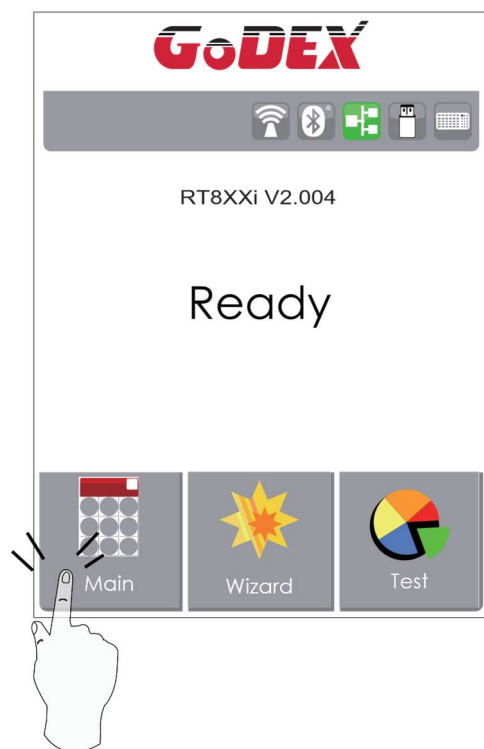 GoDEX
RT8XXi V2.004
Ready
Main
Wizard
Test